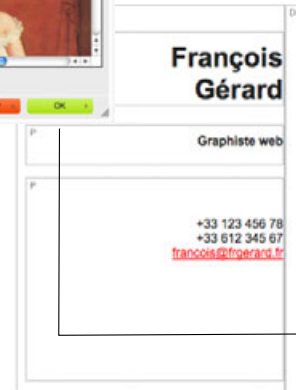 D
François
Gérard
OK
P
Graphiste web
P
+33 123 456 78
+33 612 345 67
francois@frgerard.fr